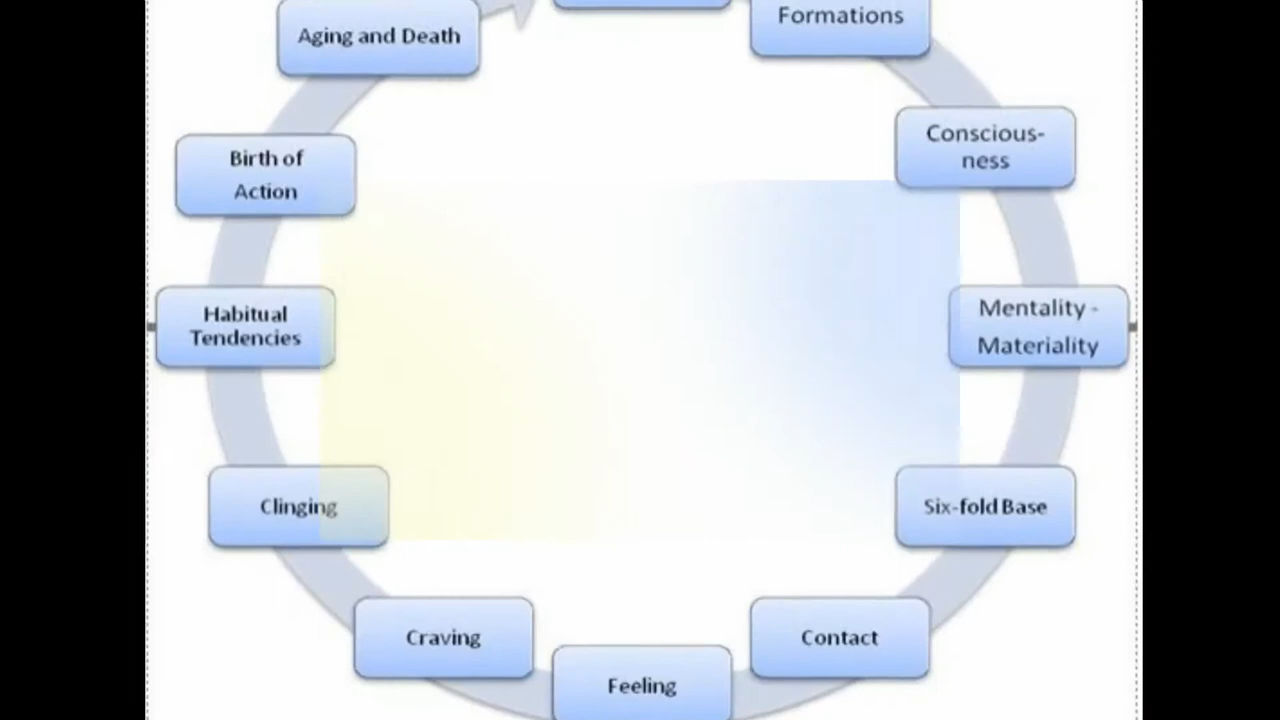 Formations
Conscious-
ness
Mentality -
Materiality
Six-fold Base
Contact
Feeling
Craving
Clinging
Habitual
Tendencies
Birth of
Action
Aging and Death